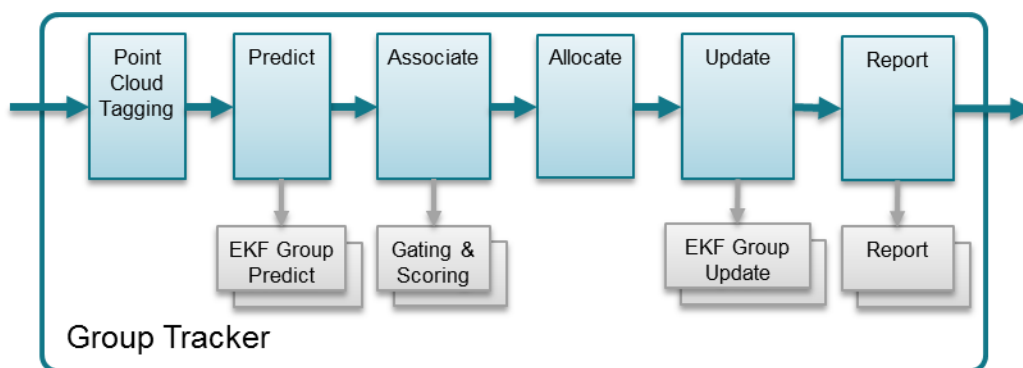 Point
Cloud
Tagging
Predict
Associate
Allocate
Update
Report
EKF Group
Predict
Gating &
Scoring
EKF Group
Update
Report
Group Tracker